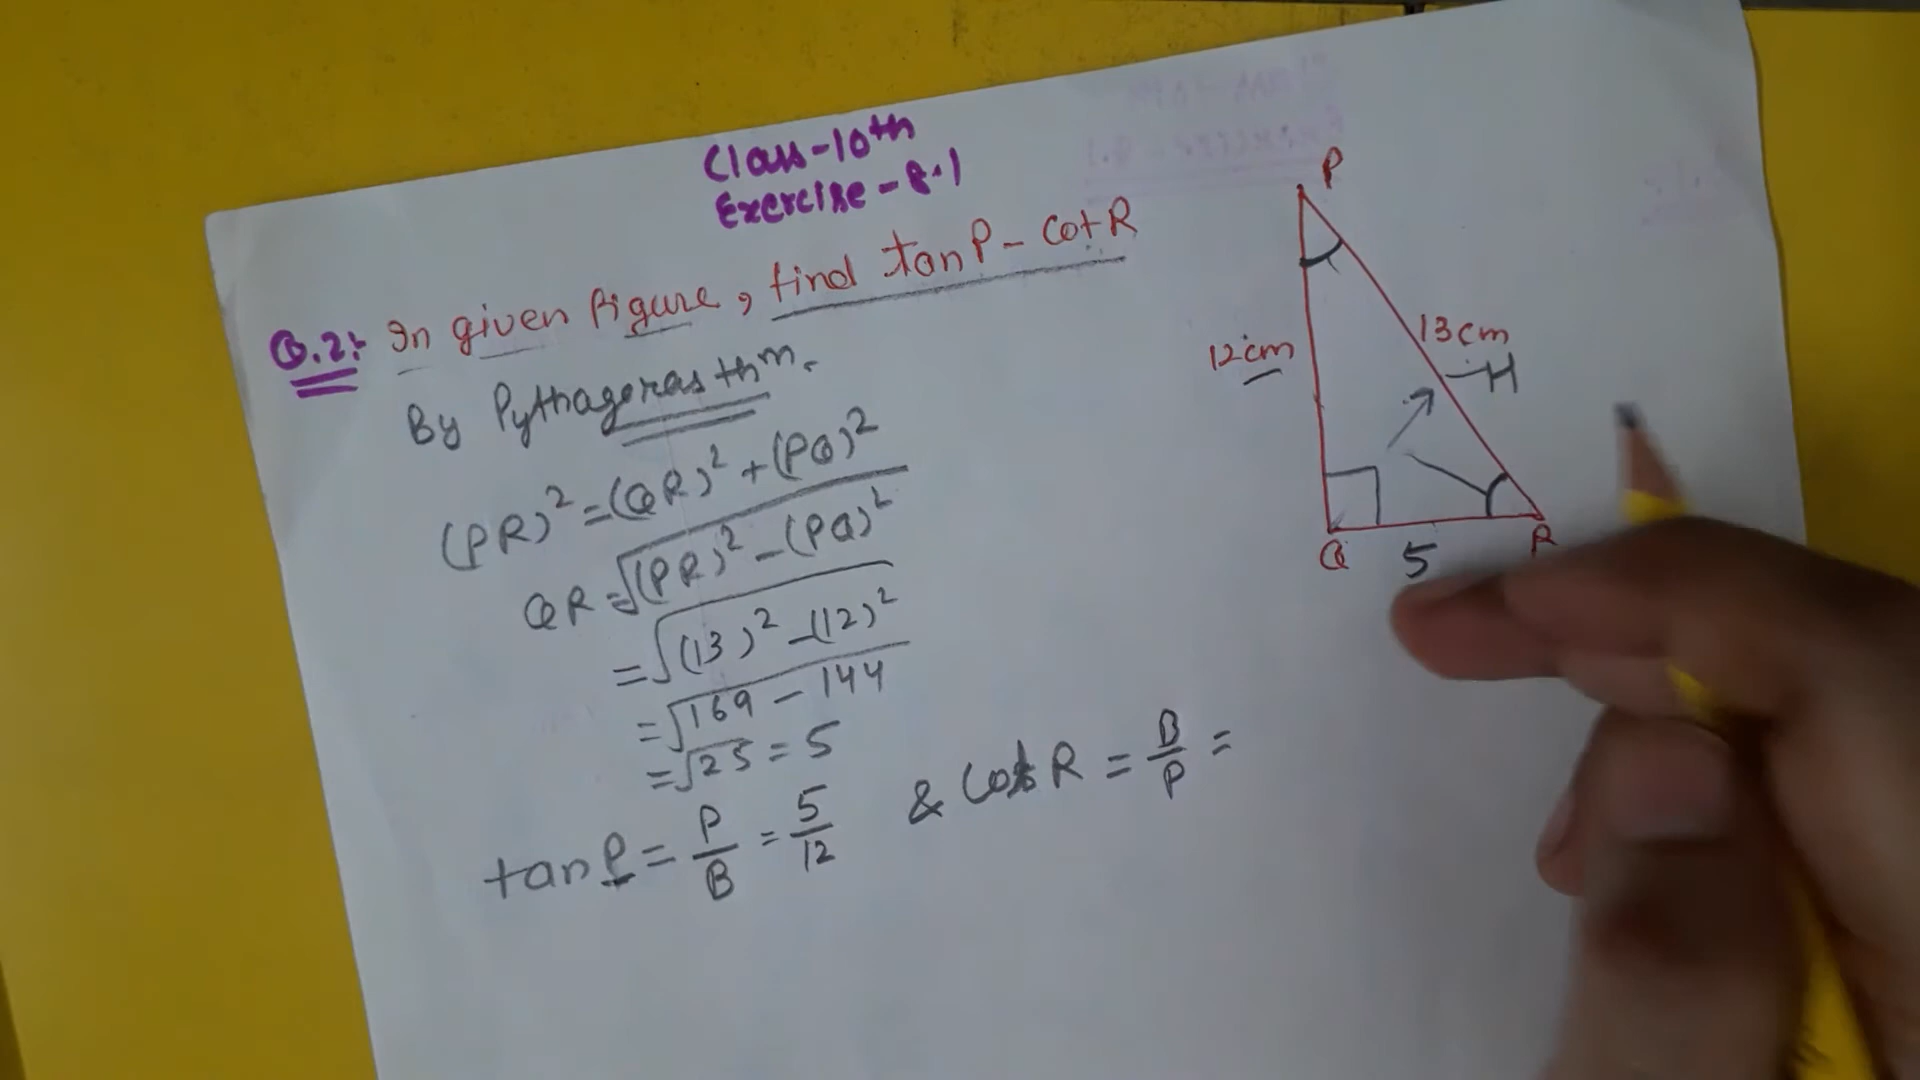 Class-10th
Exercise-8.1
Q.2:- In given figure, find tanP - cotR
By Pythagoras thm.
(PR)² = (QR)² + (PQ)²
QR = √(PR)² - (PQ)²
= √(13)² - (12)²
= √169 - 144
= √25 = 5
tan P = P/B = 5/12 & cot R = B/P =
P
12cm
13cm
H
Q
5
R